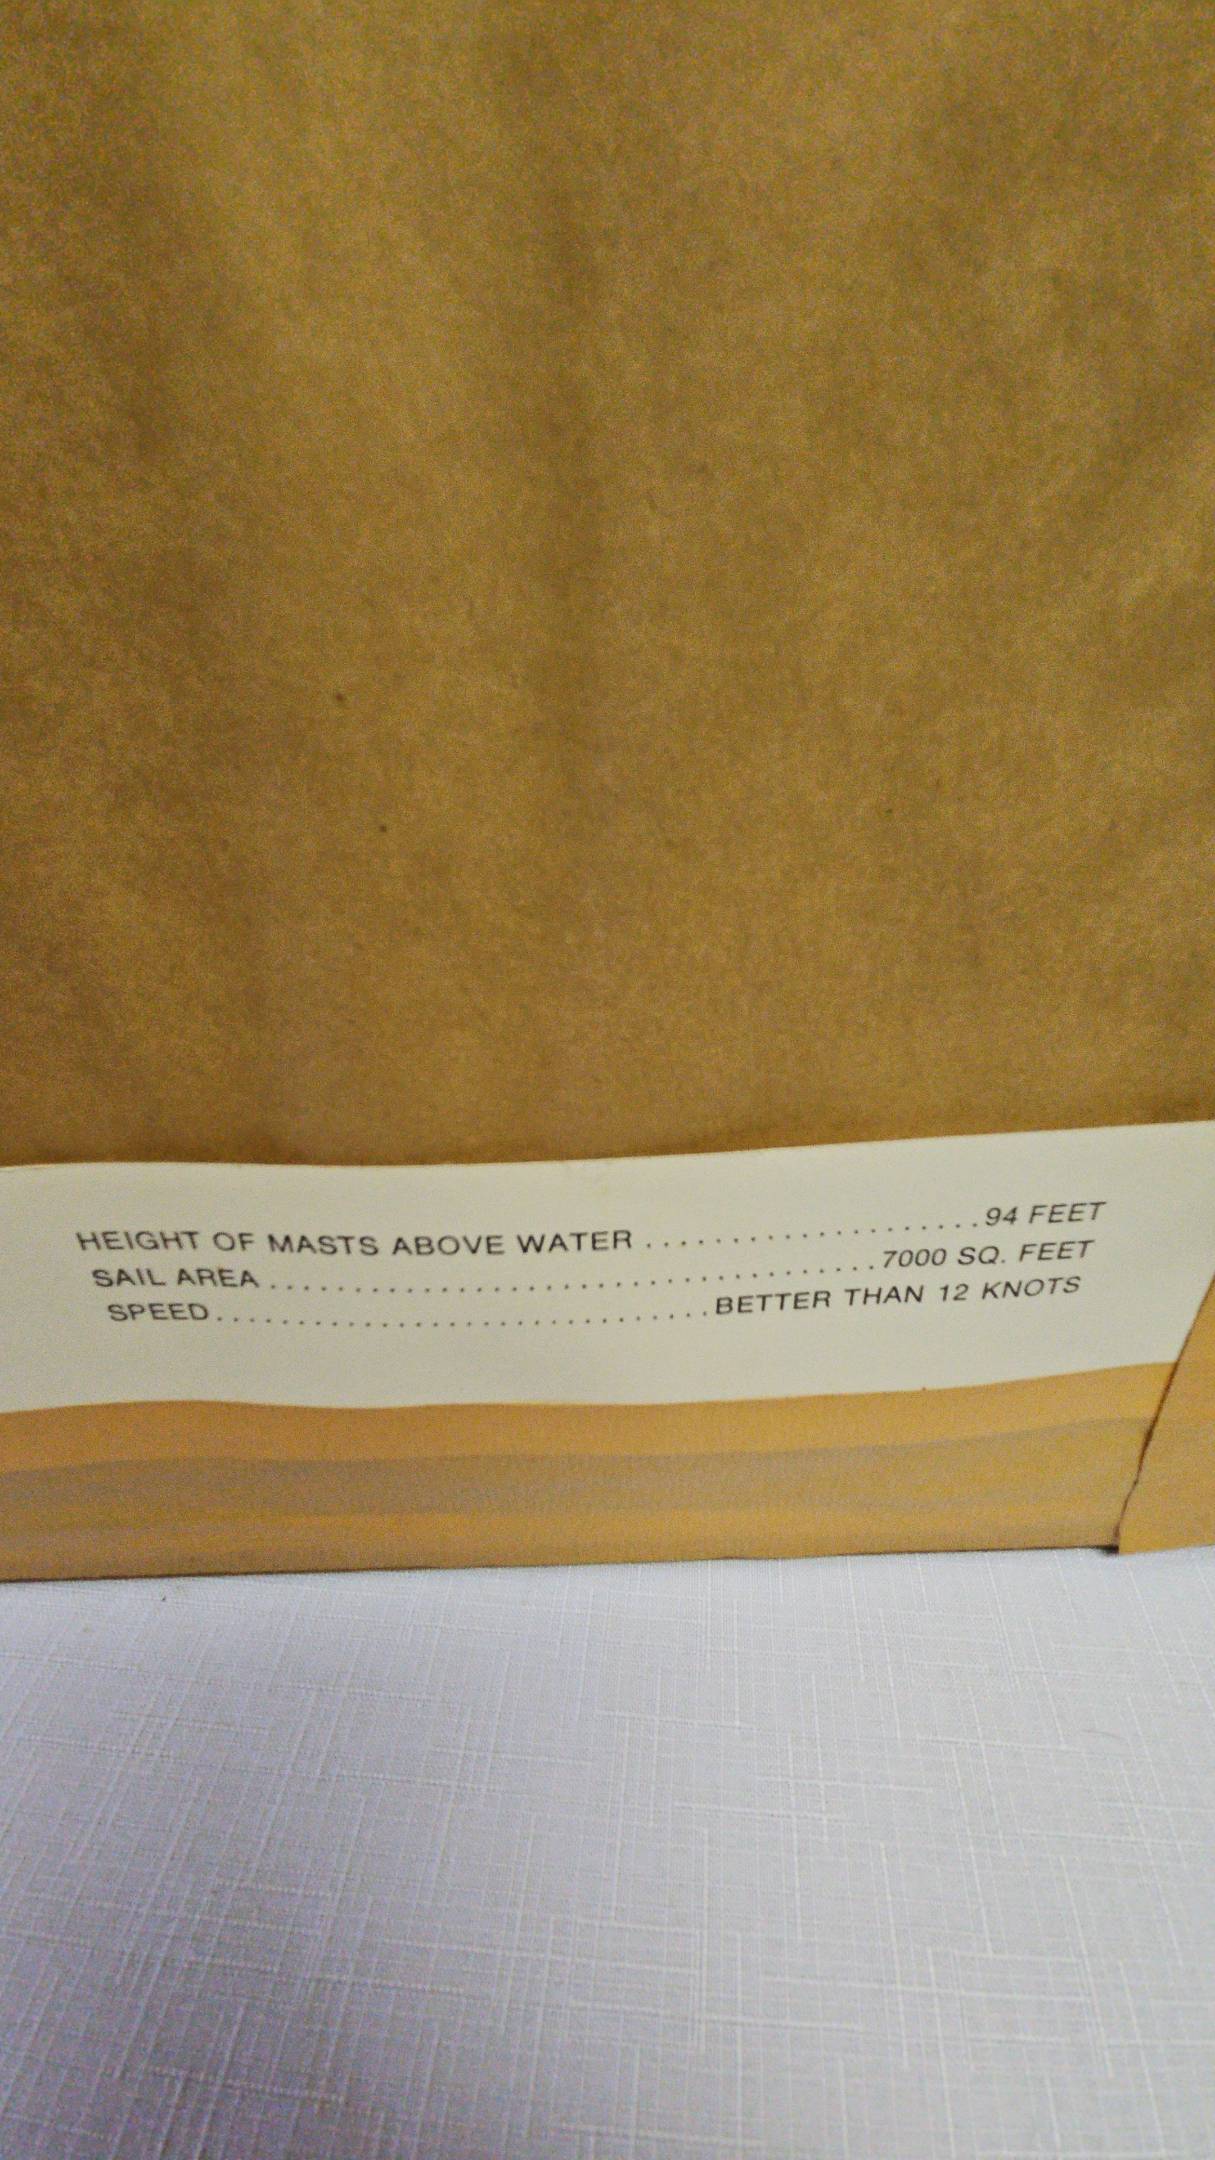 HEIGHT OF MASTS ABOVE WATER ....................94 FEET
SAIL AREA.....................................7000 SQ. FEET
SPEED..............................BETTER THAN 12 KNOTS